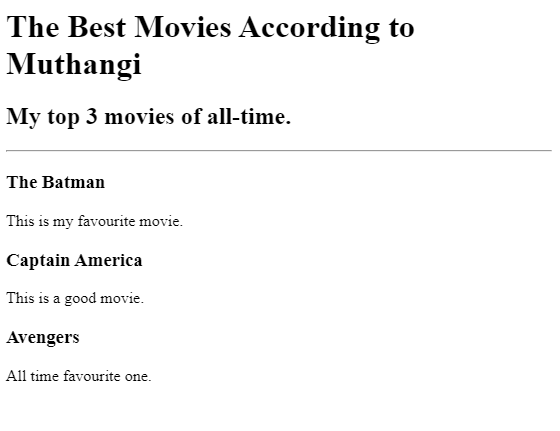 The Best Movies According to
Muthangi
My top 3 movies of all-time.
The Batman
This is my favourite movie.
Captain America
This is a good movie.
Avengers
All time favourite one.